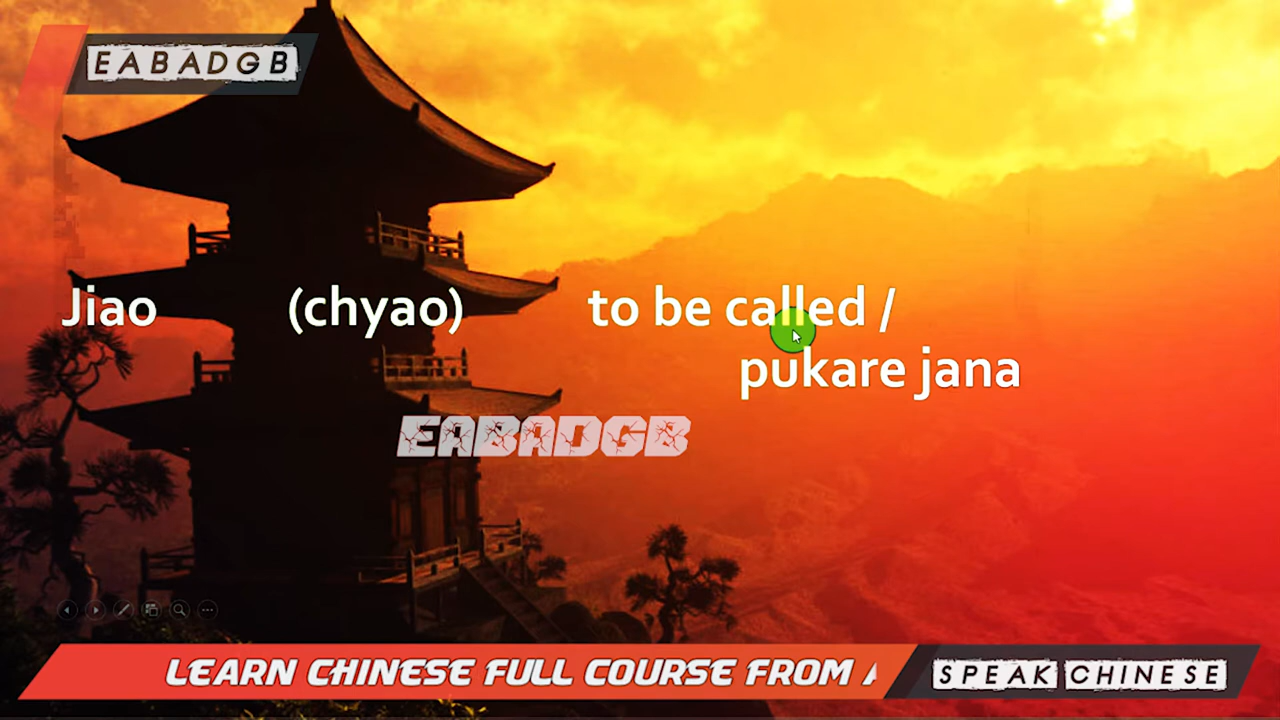 EABADGB
Jiao (chyao) to be called /
pukare jana
EABADGB
LEARN CHINESE FULL COURSE FROM
SPEAK CHINESE